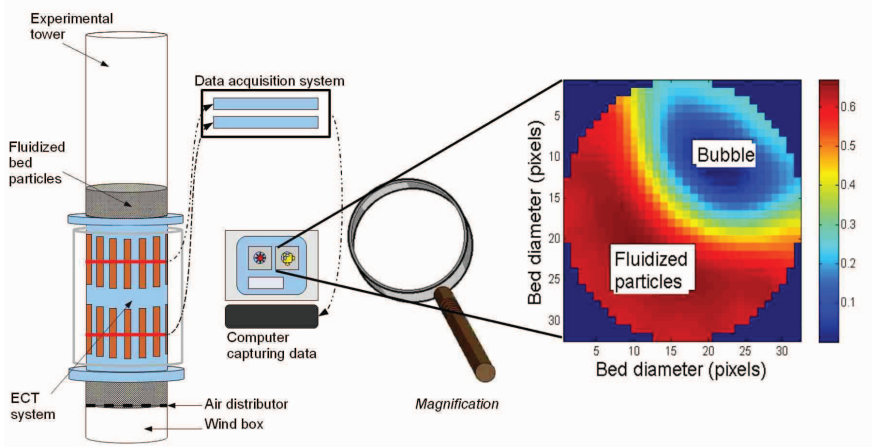 Experimental
tower
Data acquisition system
Fluidized
bed
particles
ECT
system
Air distributor
Wind box
Computer
capturing data
Magnification
Bubble
Fluidized
particles
Bed diameter (pixels)
5
10
15
20
25
30
5 10 15 20 25 30
Bed diameter (pixels)
0.6
0.5
0.4
0.3
0.2
0.1